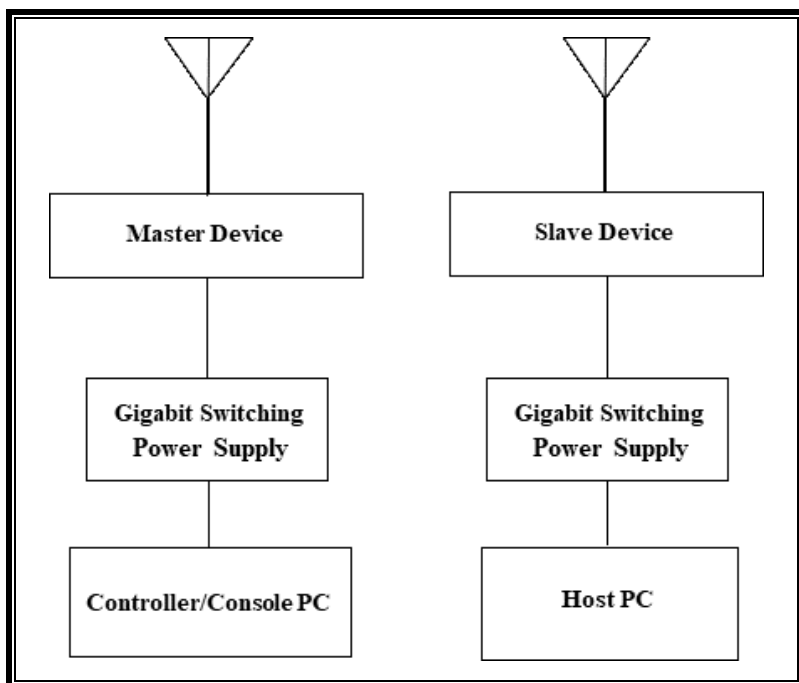 Master Device
Slave Device
Gigabit Switching
Power Supply
Gigabit Switching
Power Supply
Controller/Console PC
Host PC